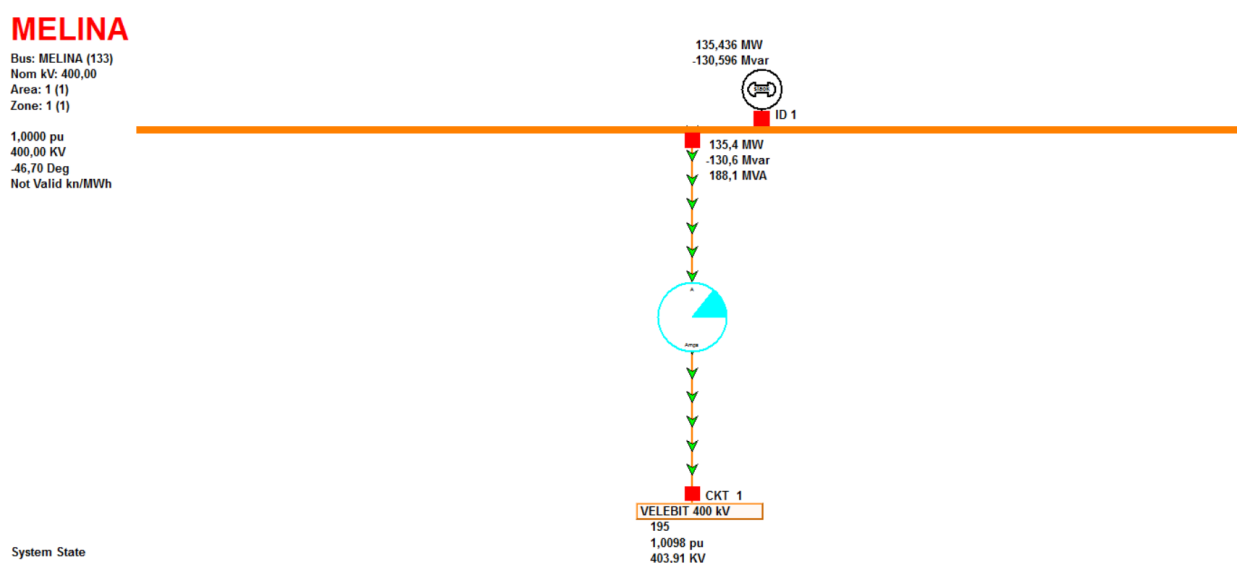 MELINA
Bus: MELINA (133)
Nom kV: 400,00
Area: 1 (1)
Zone: 1 (1)
1,0000 pu
400,00 KV
-46,70 Deg
Not Valid kn/MWh
135,436 MW
-130,596 Mvar
ID 1
135,4 MW
-130,6 Mvar
188,1 MVA
A
Amps
CKT 1
VELEBIT 400 kV
195
1,0098 pu
403,91 KV
System State